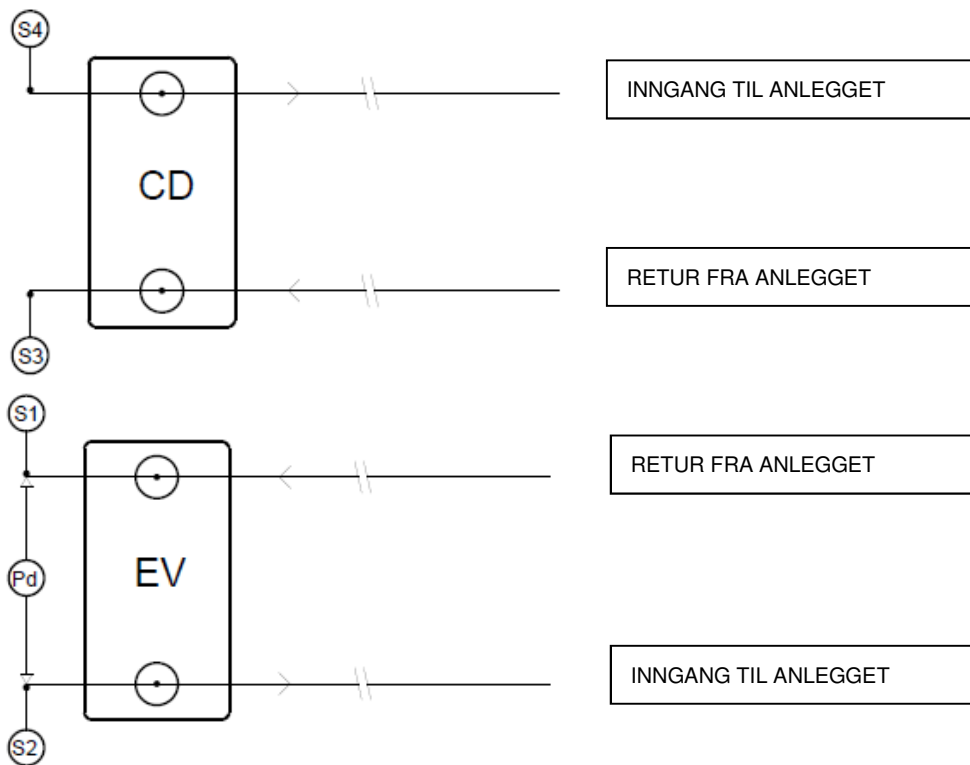 S4
INNGANG TIL ANLEGGET
CD
RETUR FRA ANLEGGET
S3
S1
RETUR FRA ANLEGGET
Pd
EV
INNGANG TIL ANLEGGET
S2